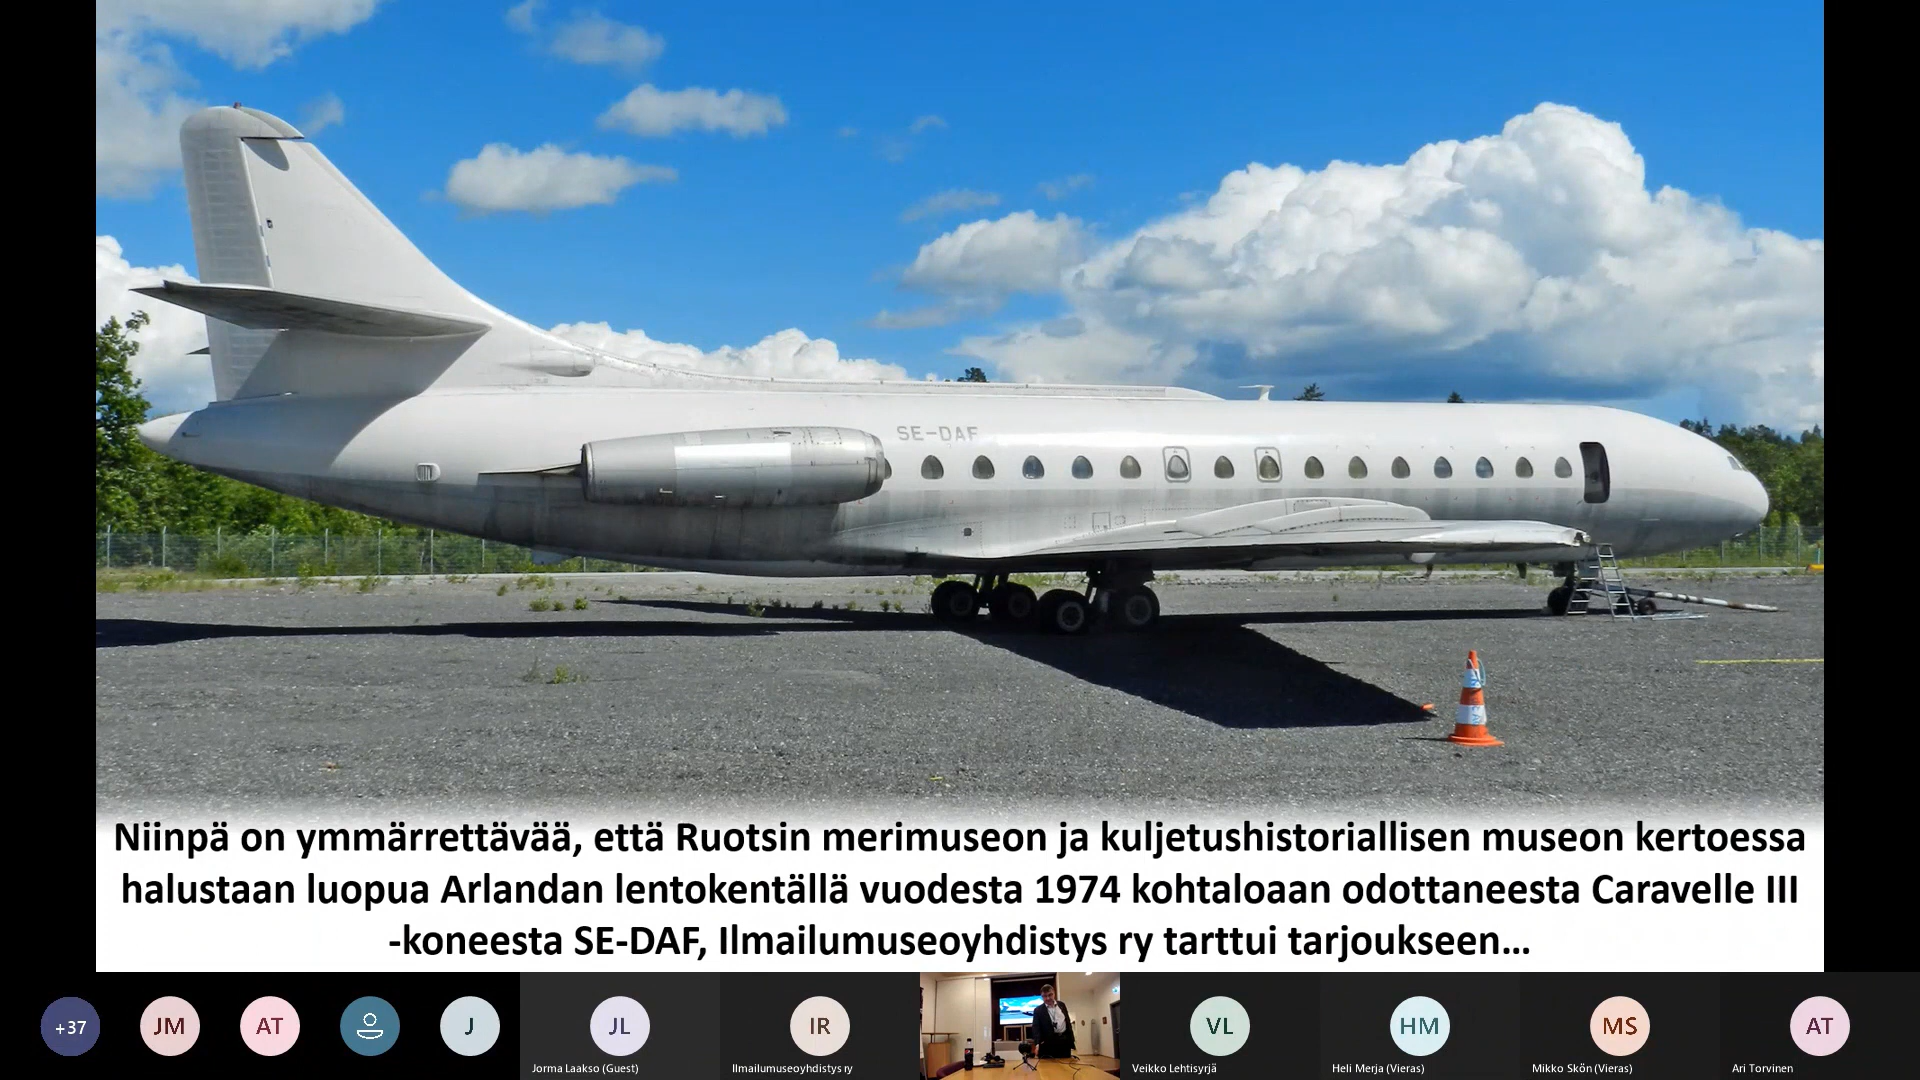 SE-DAF
Niinpä on ymmärrettävää, että Ruotsin merimuseon ja kuljetushistoriallisen museon kertoessa
halustaan luopua Arlandan lentokentällä vuodesta 1974 kohtaloaan odottaneesta Caravelle III
-koneesta SE-DAF, Ilmailumuseoyhdistys ry tarttui tarjoukseen...
+37
JM
AT
J
JL
IR
VL
HM
MS
AT
Jorma Laakso (Guest)
Ilmailumuseoyhdistys ry
Veikko Lehtisyrjä
Heli Merja (Vieras)
Mikko Skön (Vieras)
Ari Torvinen